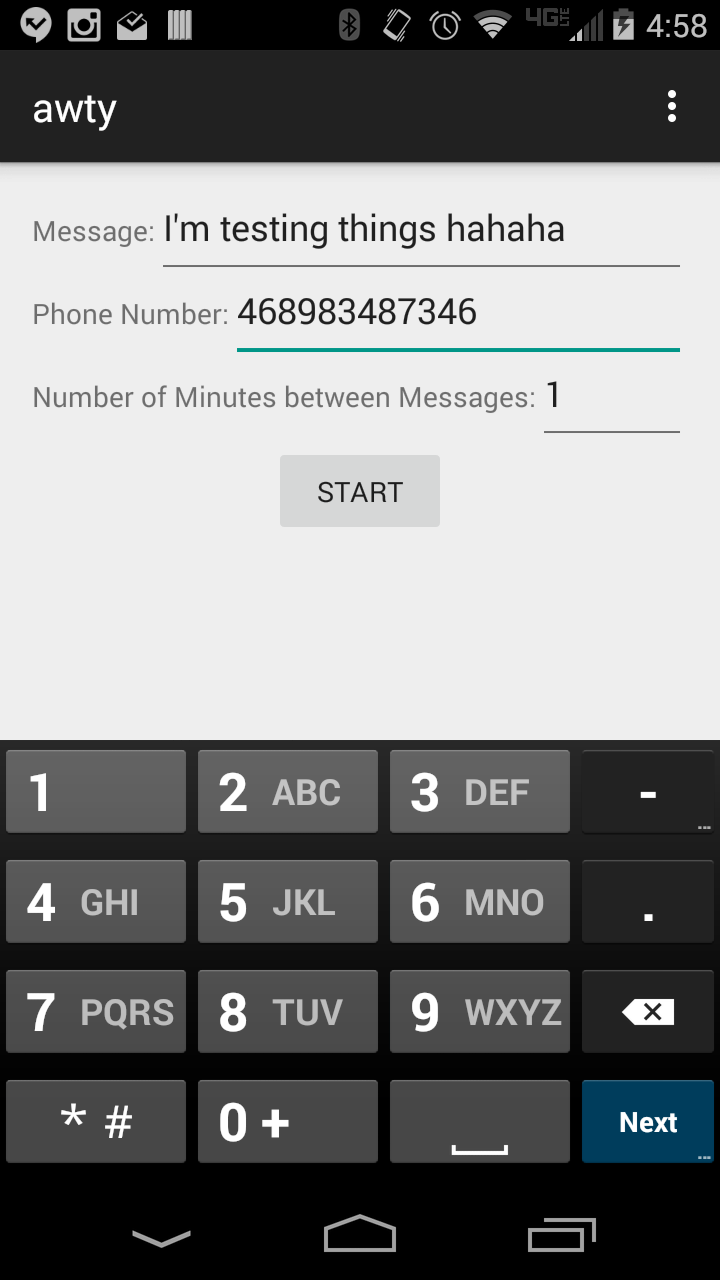 4G LTE 4:58
awty
Message: I'm testing things hahaha
Phone Number: 468983487346
Number of Minutes between Messages: 1
START
1 2 ABC 3 DEF -
4 GHI 5 JKL 6 MNO .
7 PQRS 8 TUV 9 WXYZ
* # 0 + Next